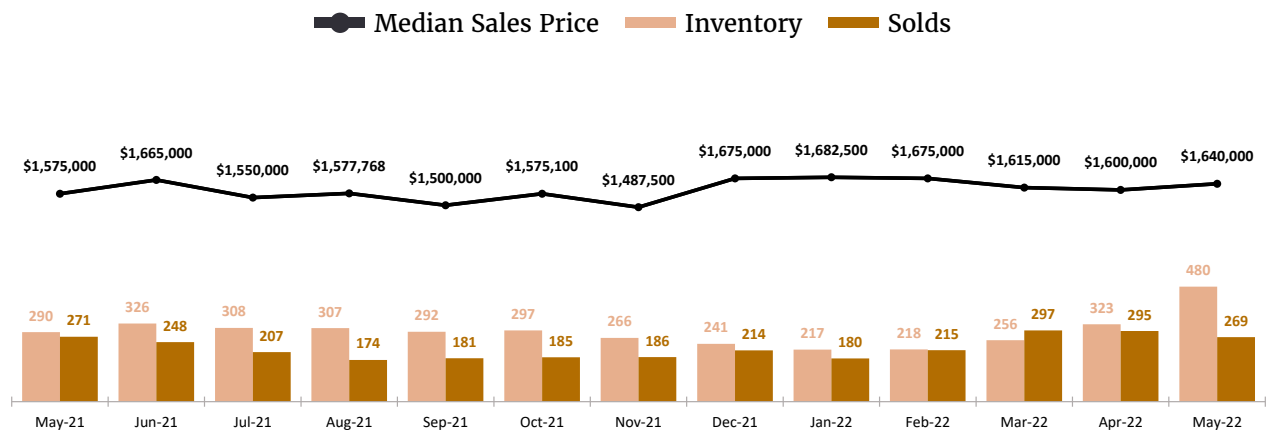 Median Sales Price Inventory Solds
$1,575,000 $1,665,000 $1,550,000 $1,577,768 $1,500,000 $1,575,100 $1,487,500 $1,675,000 $1,682,500 $1,675,000 $1,615,000 $1,600,000 $1,640,000
290 326 308 307 292 297 266 241 217 218 256 323 480
271 248 207 174 181 185 186 214 180 215 297 295 269
May-21 Jun-21 Jul-21 Aug-21 Sep-21 Oct-21 Nov-21 Dec-21 Jan-22 Feb-22 Mar-22 Apr-22 May-22